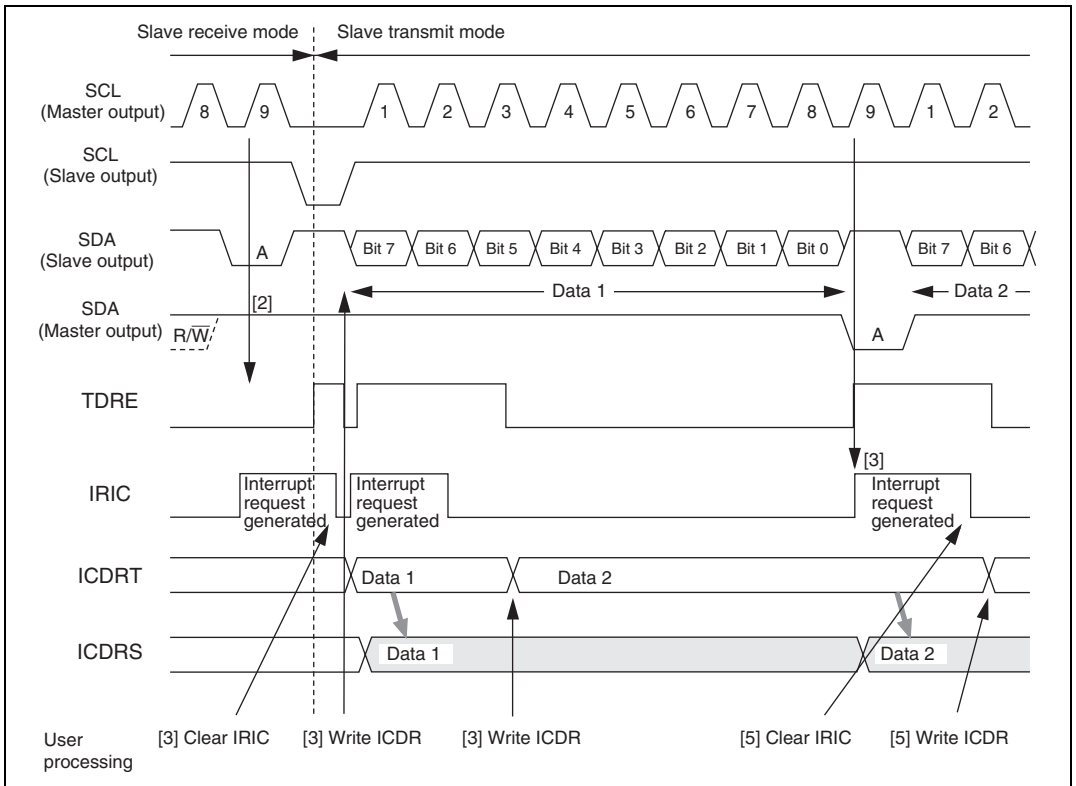 Slave receive mode Slave transmit mode
SCL
(Master output)
8 9 1 2 3 4 5 6 7 8 9 1 2
SCL
(Slave output)
SDA
(Slave output)
A Bit 7 Bit 6 Bit 5 Bit 4 Bit 3 Bit 2 Bit 1 Bit 0 Bit 7 Bit 6
Data 1 Data 2
[2]
SDA
(Master output)
R/W̅ A
TDRE
[3]
IRIC
Interrupt
request
generated
Interrupt
request
generated
Interrupt
request
generated
ICDRT
Data 1 Data 2
ICDRS
Data 1 Data 2
User
processing
[3] Clear IRIC [3] Write ICDR [3] Write ICDR [5] Clear IRIC [5] Write ICDR